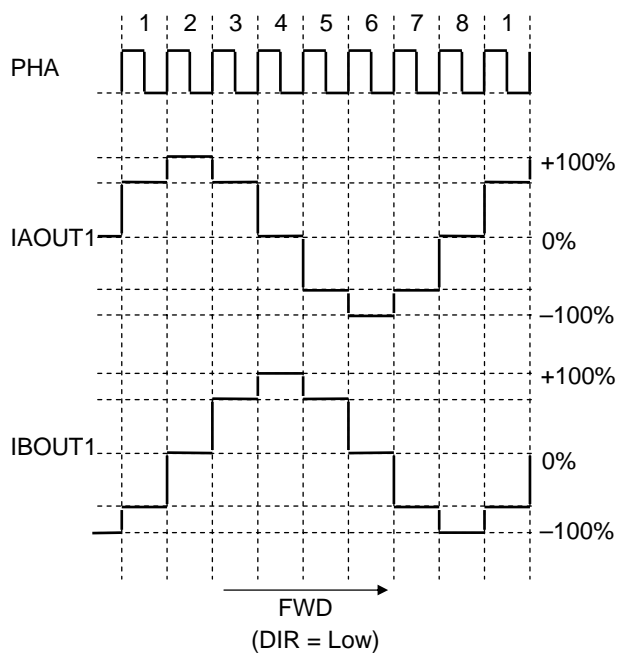 1 2 3 4 5 6 7 8 1
PHA
+100%
IAOUT1
0%
–100%
+100%
IBOUT1
0%
–100%
FWD
(DIR = Low)